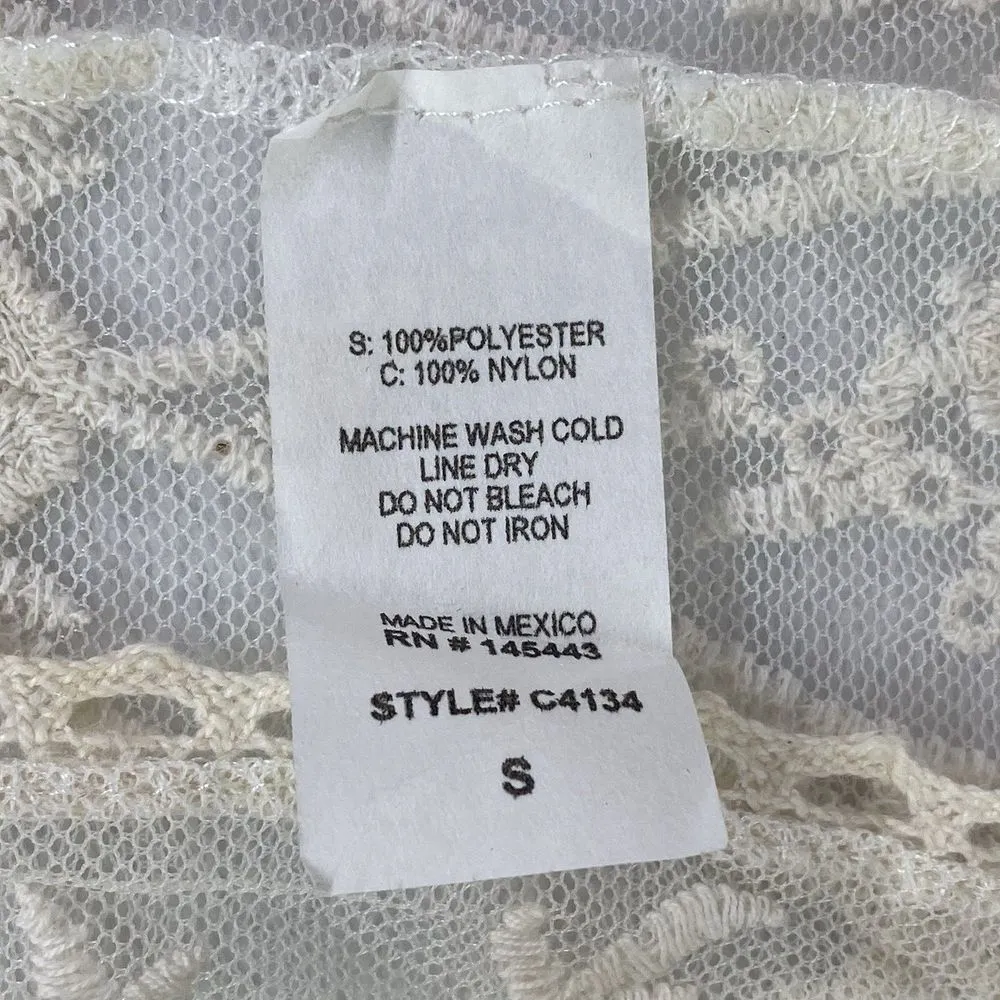 S: 100%POLYESTER
C: 100% NYLON
MACHINE WASH COLD
LINE DRY
DO NOT BLEACH
DO NOT IRON
MADE IN MEXICO
RN # 145443
STYLE# C4134
S